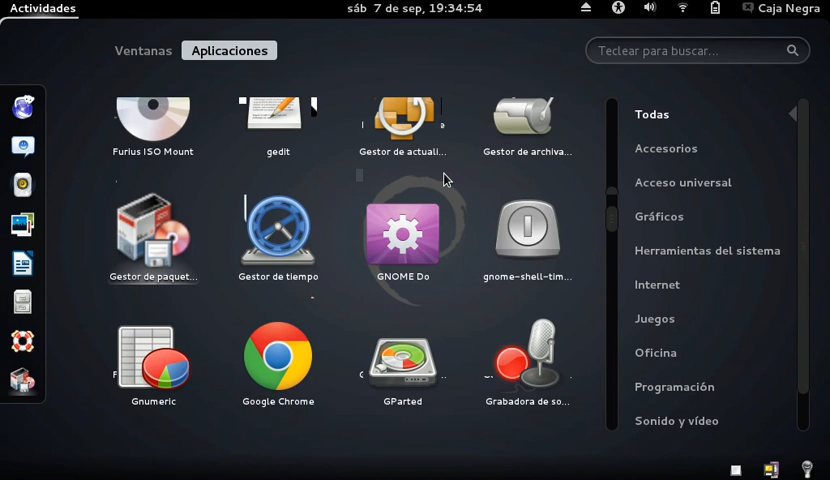 Actividades
sáb 7 de sep, 19:34:54
Caja Negra
Ventanas
Aplicaciones
Teclear para buscar...
Furius ISO Mount
gedit
Gestor de actuali...
Gestor de archiva...
Gestor de paquet...
Gestor de tiempo
GNOME Do
gnome-shell-tim...
Gnumeric
Google Chrome
GParted
Grabadora de so...
Todas
Accesorios
Acceso universal
Gráficos
Herramientas del sistema
Internet
Juegos
Oficina
Programación
Sonido y vídeo